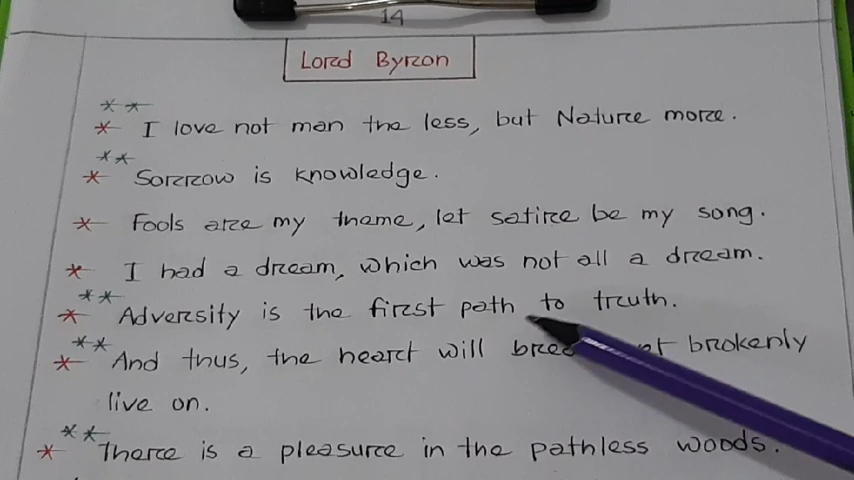 14
Lord Byron
** * I love not man the less, but Nature more.
** * Sorrow is knowledge.
* Fools are my thame, let satire be my song.
* I had a dream, which was not all a dream.
** * Adversity is the first path to truth.
** * And thus, the heart will brokenly
live on.
** * There is a pleasure in the pathless woods.